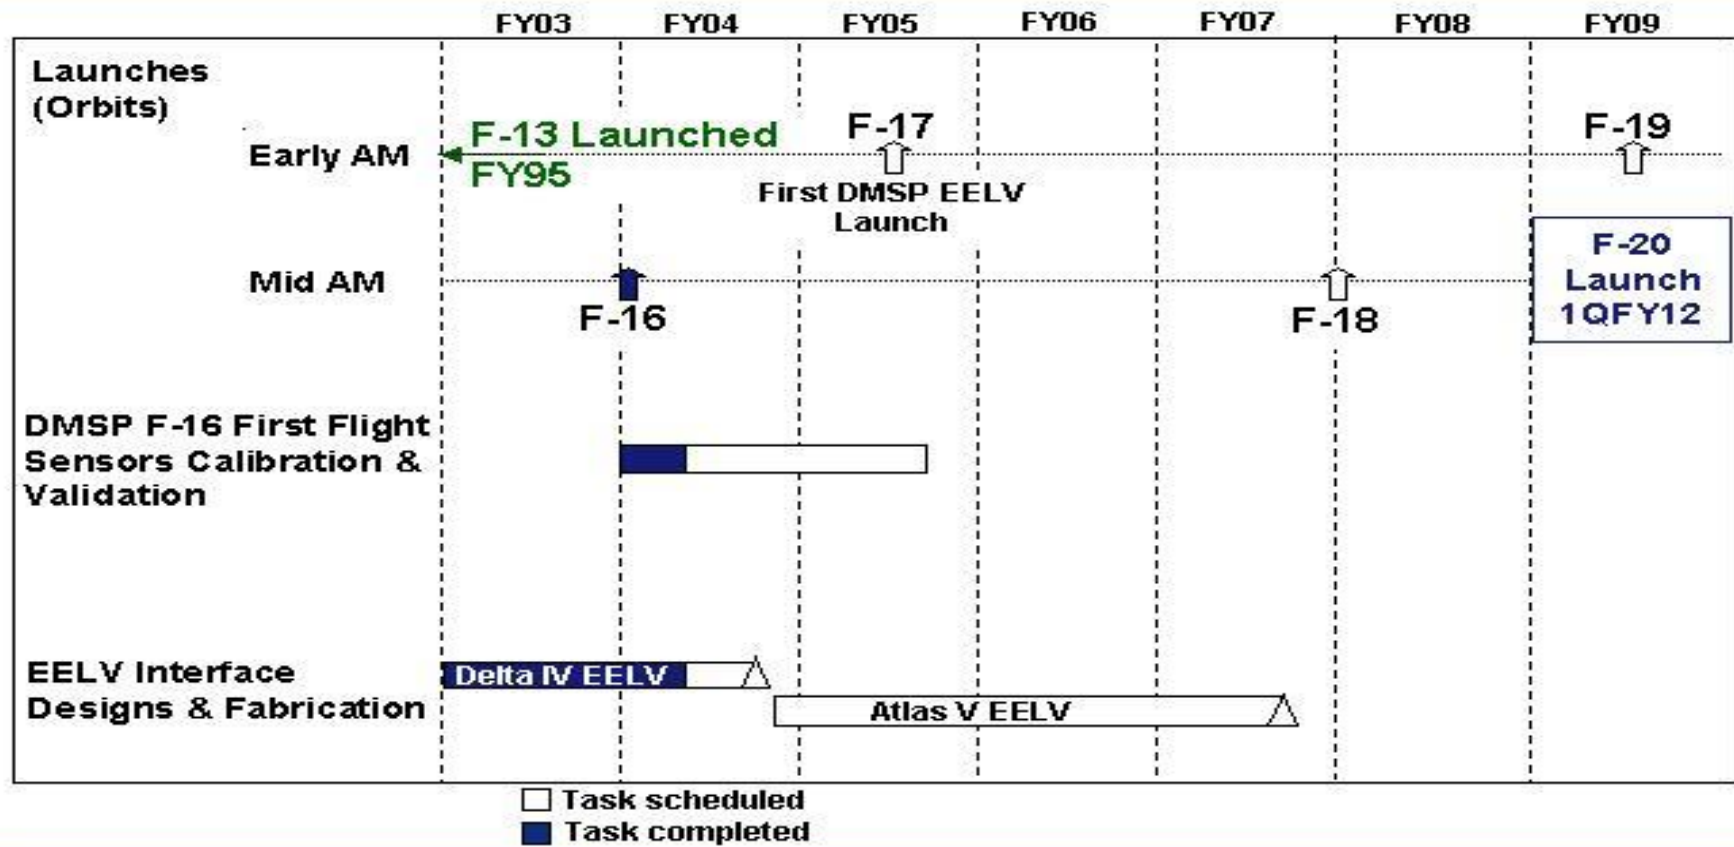 FY03 FY04 FY05 FY06 FY07 FY08 FY09
Launches
(Orbits)
Early AM
F-13 Launched
FY95
F-17
First DMSP EELV
Launch
F-19
Mid AM
F-16
F-18
F-20
Launch
1QFY12
DMSP F-16 First Flight
Sensors Calibration &
Validation
EELV Interface
Designs & Fabrication
Delta IV EELV
Atlas V EELV
Task scheduled
Task completed